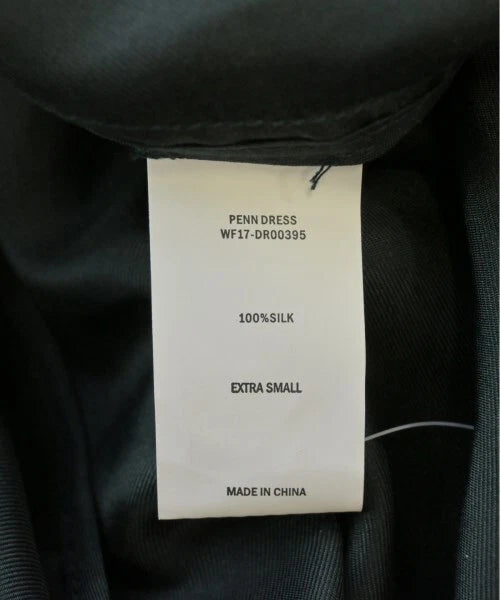 PENN DRESS
WF17-DR00395
100%SILK
EXTRA SMALL
MADE IN CHINA